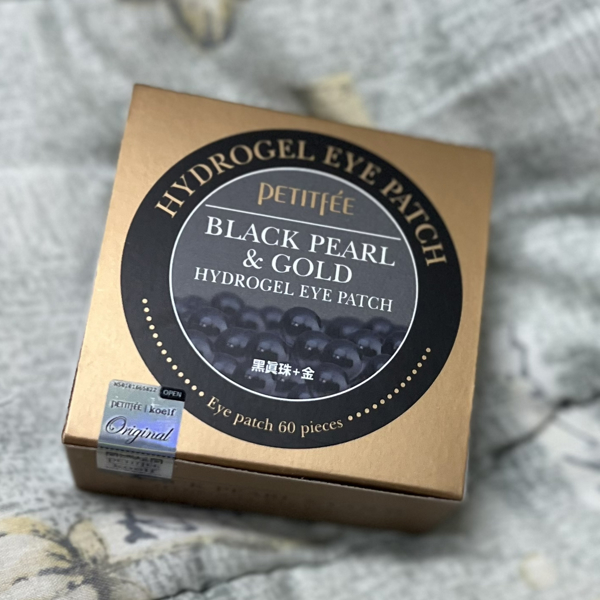 HYDROGEL EYE PATCH
PETITFÉE
BLACK PEARL
& GOLD
HYDROGEL EYE PATCH
黑眞珠+金
Eye patch 60 pieces
OPEN
PETITFÉE | koelf
Original